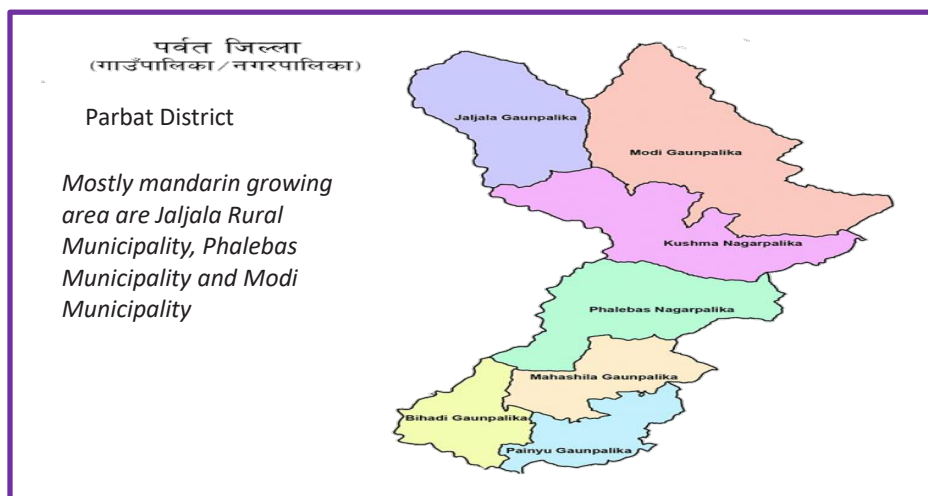 पर्वत जिल्ला
(गाउँपालिका/नगरपालिका)
Parbat District
Mostly mandarin growing
area are Jaljala Rural
Municipality, Phalebas
Municipality and Modi
Municipality
Jaljala Gaunpalika
Modi Gaunpalika
Kushma Nagarpalika
Phalebas Nagarpalika
Mahashila Gaunpalika
Bihadi Gaunpalika
Painyu Gaunpalika